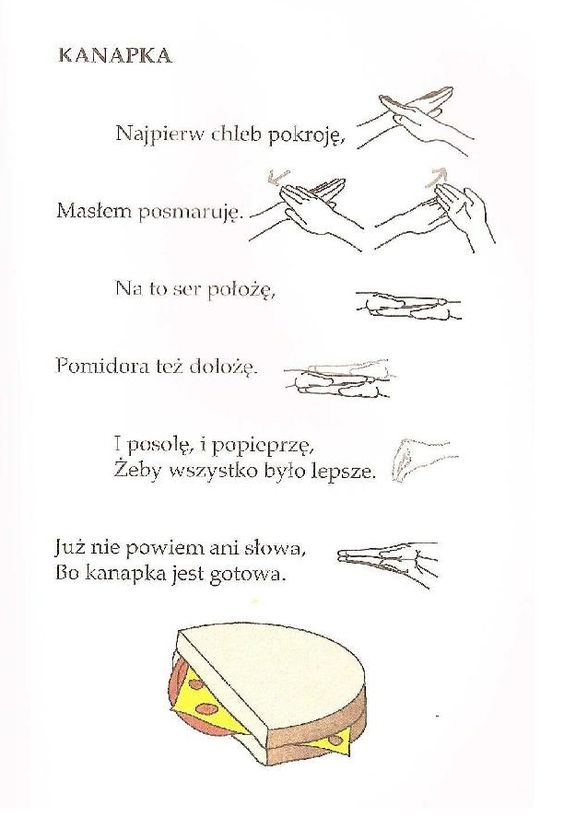 KANAPKA
Najpierw chleb pokroję,
Masłem posmaruję.
Na to ser położę,
Pomidora też dołożę.
I posolę, i popieprzę,
Żeby wszystko było lepsze.
Już nie powiem ani słowa,
Bo kanapka jest gotowa.